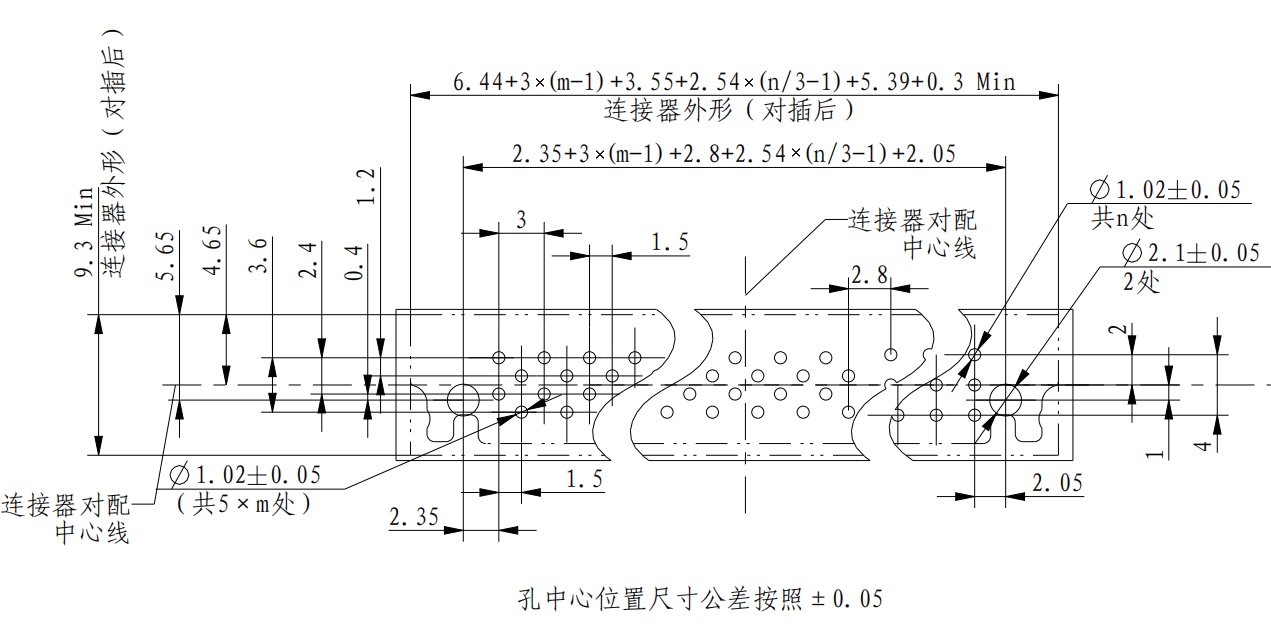 6.44+3×(m-1)+3.55+2.54×(n/3-1)+5.39+0.3 Min
连接器外形（对插后）
2.35+3×(m-1)+2.8+2.54×(n/3-1)+2.05
9.3 Min
连接器外形（对插后）
5.65
4.65
3.6
2.4
0.4
1.2
3
1.5
连接器对配
中心线
2.8
∅1.02±0.05
共n处
∅2.1±0.05
2处
2
1
4
2.05
∅1.02±0.05
(共5×m处)
1.5
2.35
连接器对配
中心线
孔中心位置尺寸公差按照±0.05